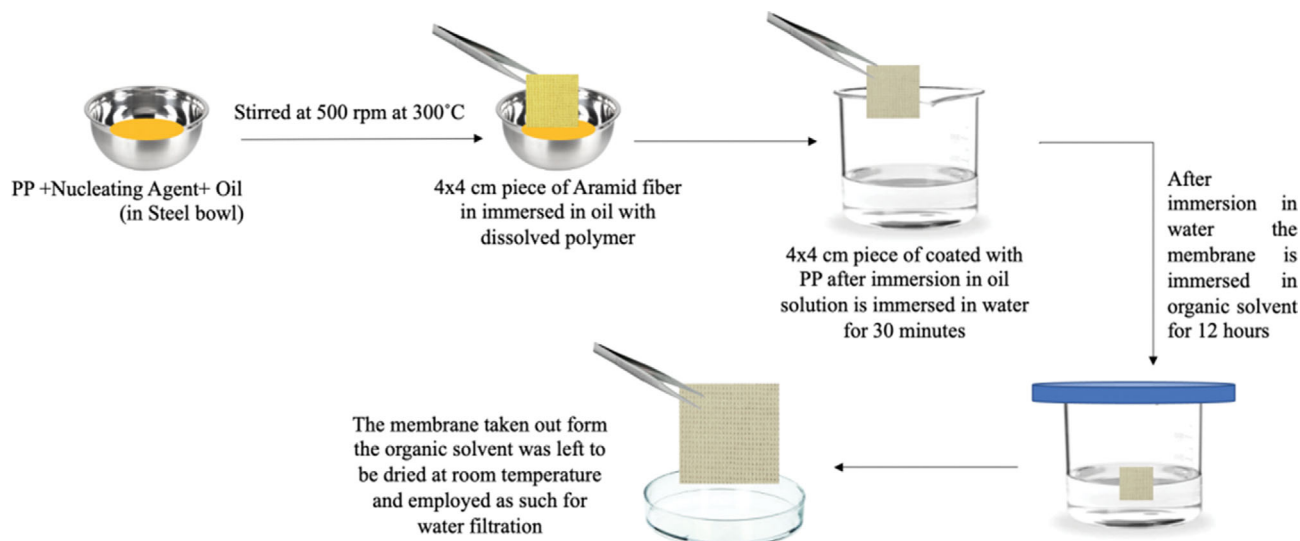 PP +Nucleating Agent+ Oil
(in Steel bowl)
Stirred at 500 rpm at 300˚C
4x4 cm piece of Aramid fiber
in immersed in oil with
dissolved polymer
4x4 cm piece of coated with
PP after immersion in oil
solution is immersed in water
for 30 minutes
After
immersion in
water the
membrane is
immersed in
organic solvent
for 12 hours
The membrane taken out form
the organic solvent was left to
be dried at room temperature
and employed as such for
water filtration